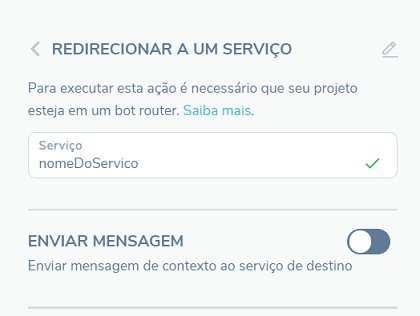 REDIRECIONAR A UM SERVIÇO
Para executar esta ação é necessário que seu projeto
esteja em um bot router. Saiba mais.
Serviço
nomeDoServico
ENVIAR MENSAGEM
Enviar mensagem de contexto ao serviço de destino